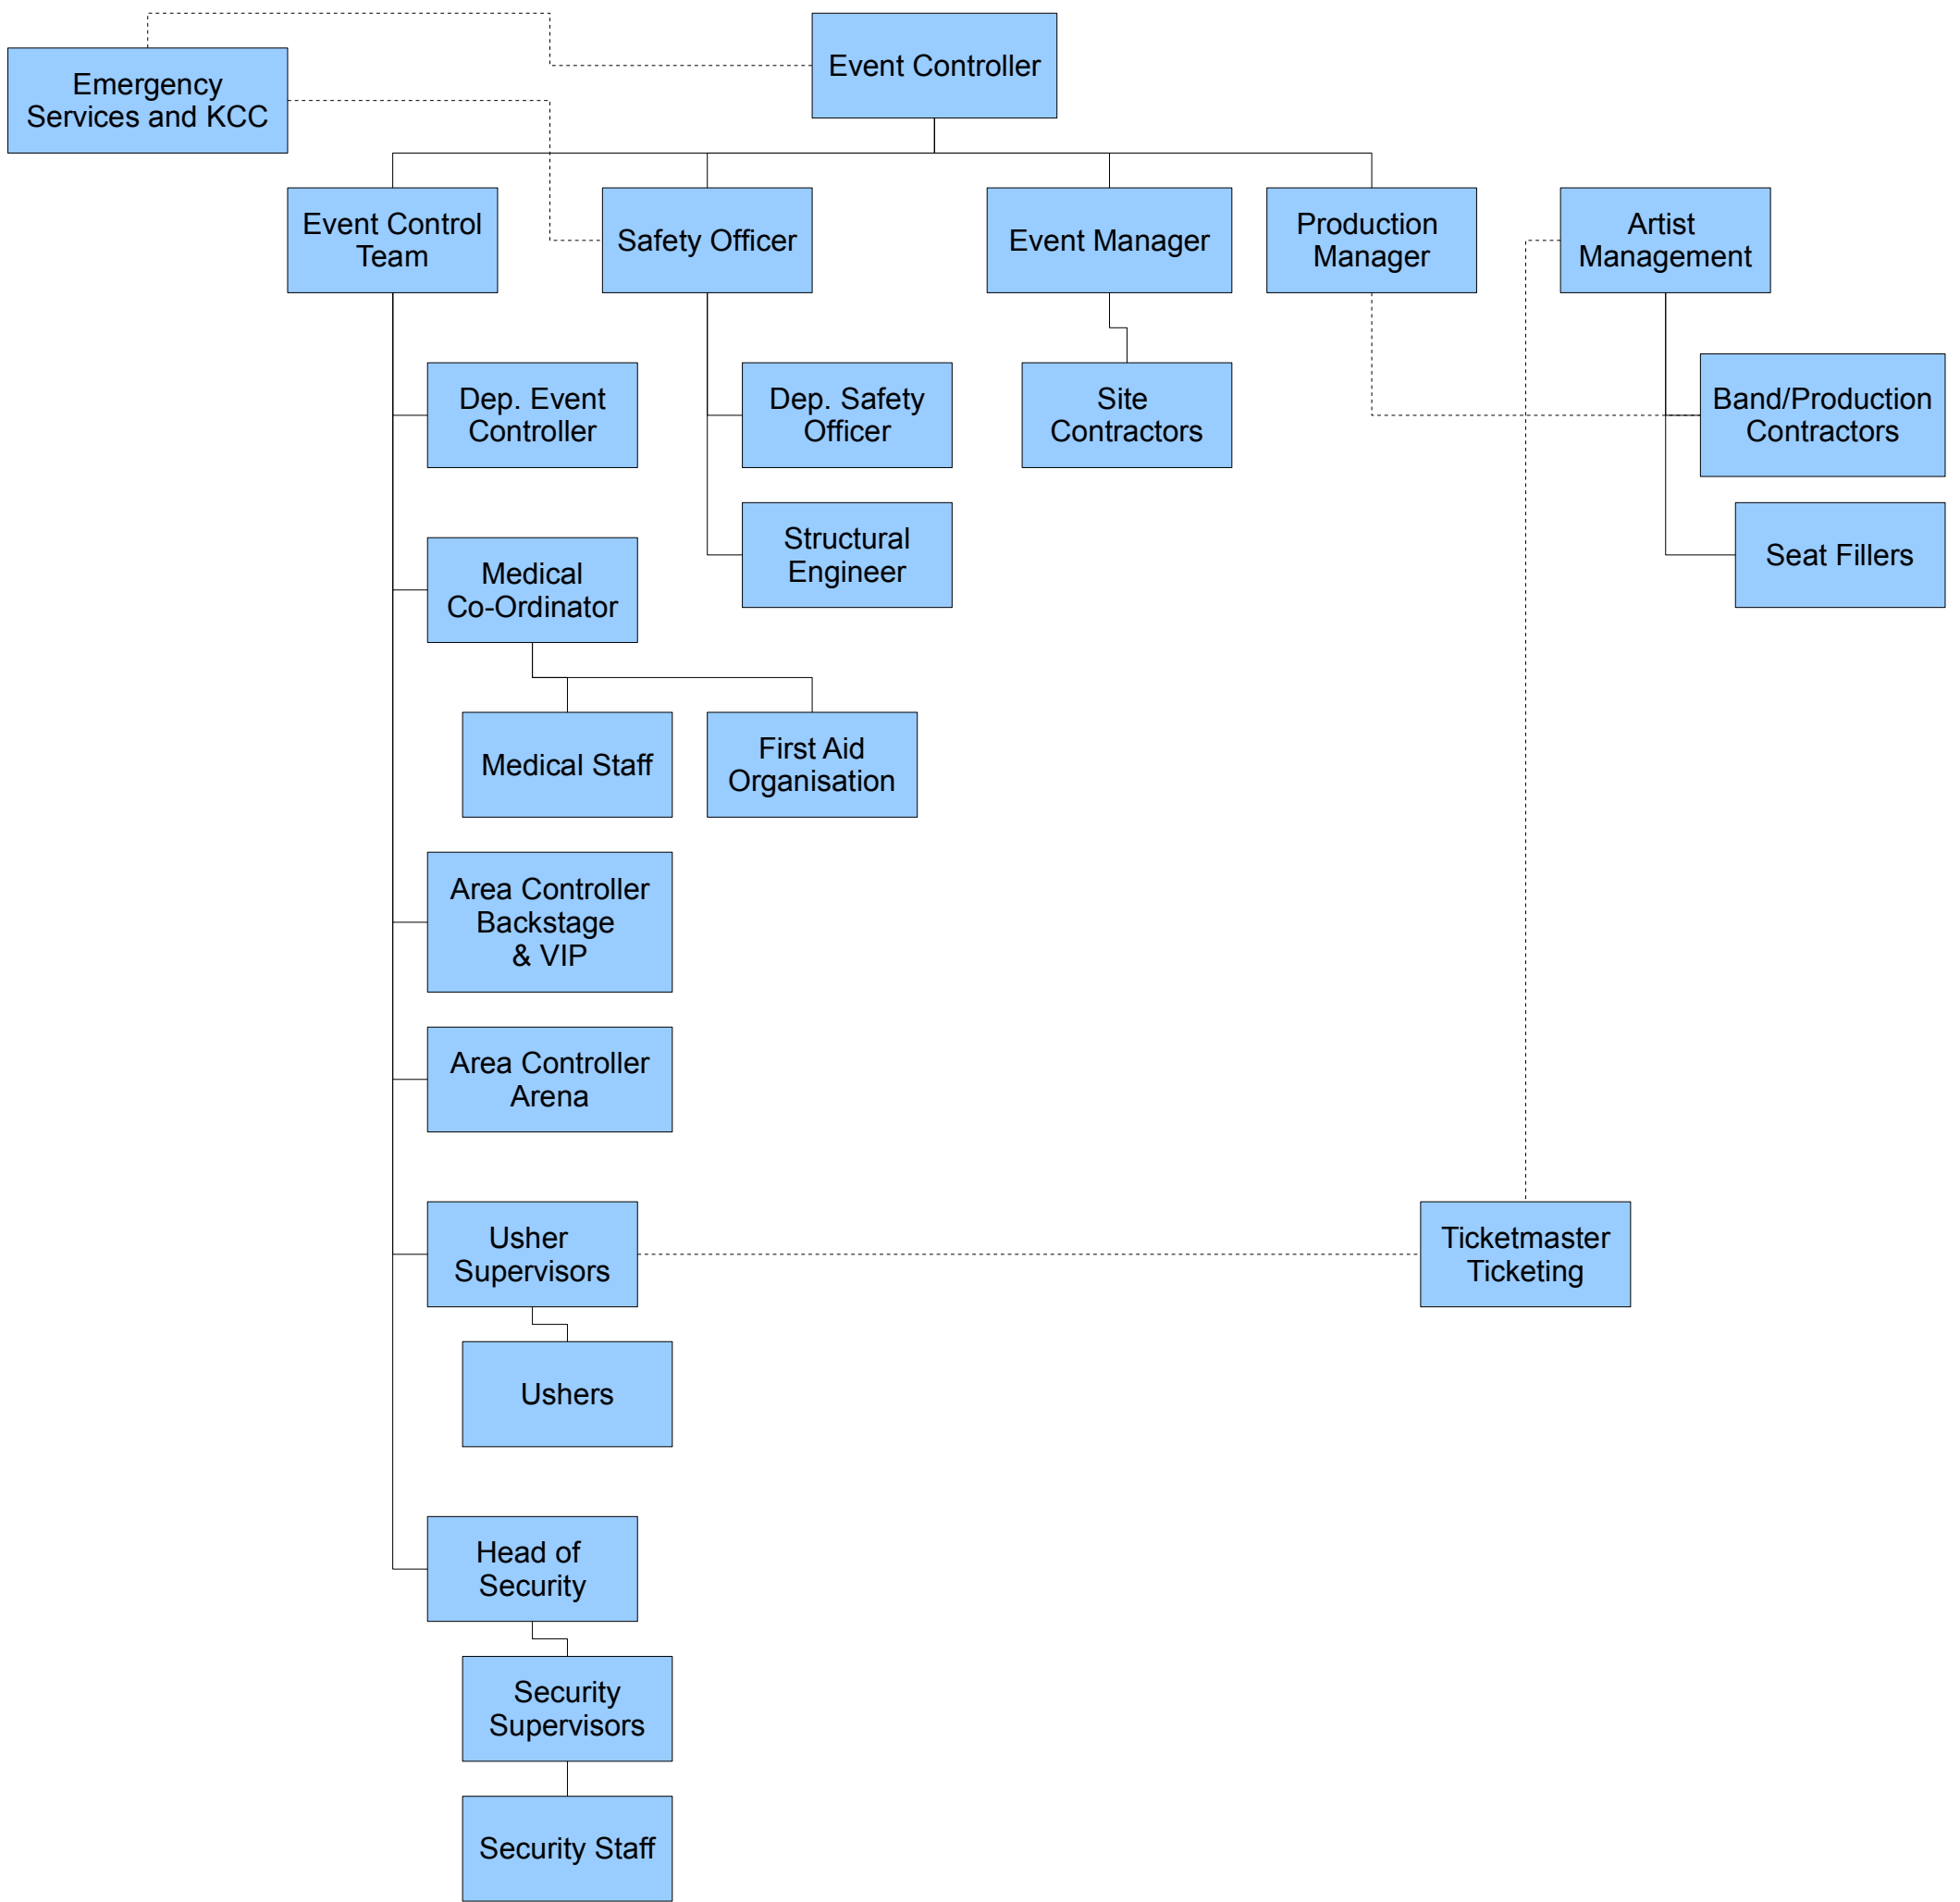 Event Controller
Emergency
Services and KCC
Event Control
Team
Safety Officer
Event Manager
Production
Manager
Artist
Management
Dep. Event
Controller
Dep. Safety
Officer
Site
Contractors
Band/Production
Contractors
Structural
Engineer
Seat Fillers
Medical
Co-Ordinator
Medical Staff
First Aid
Organisation
Area Controller
Backstage
& VIP
Area Controller
Arena
Usher
Supervisors
Ticketmaster
Ticketing
Ushers
Head of
Security
Security
Supervisors
Security Staff